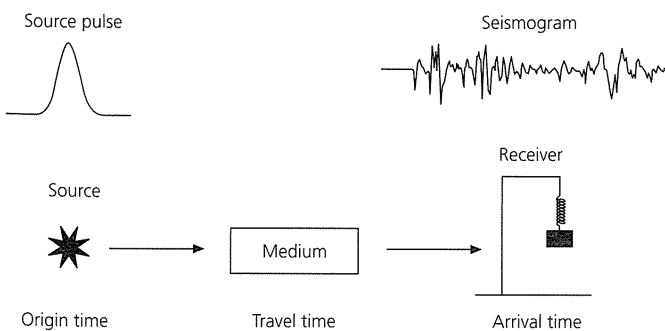 Source pulse
Seismogram
Source
Receiver
Medium
Origin time
Travel time
Arrival time